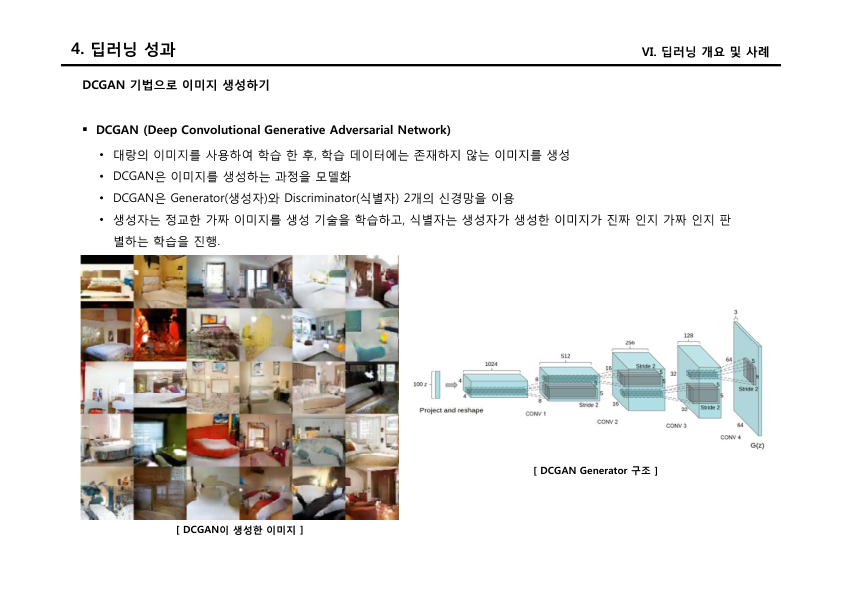 4. 딥러닝 성과
VI. 딥러닝 개요 및 사례
DCGAN 기법으로 이미지 생성하기
▪ DCGAN (Deep Convolutional Generative Adversarial Network)
• 대량의 이미지를 사용하여 학습 한 후, 학습 데이터에는 존재하지 않는 이미지를 생성
• DCGAN은 이미지를 생성하는 과정을 모델화
• DCGAN은 Generator(생성자)와 Discriminator(식별자) 2개의 신경망을 이용
• 생성자는 정교한 가짜 이미지를 생성 기술을 학습하고, 식별자는 생성자가 생성한 이미지가 진짜 인지 가짜 인지 판
별하는 학습을 진행.
100 z
Project and reshape
1024
4
4
512
8
8
5
5
Stride 2
CONV 1
256
16
16
Stride 2
5
5
CONV 2
128
32
32
5
5
Stride 2
CONV 3
3
64
64
5
5
Stride 2
CONV 4
G(z)
[ DCGAN Generator 구조 ]
[ DCGAN이 생성한 이미지 ]